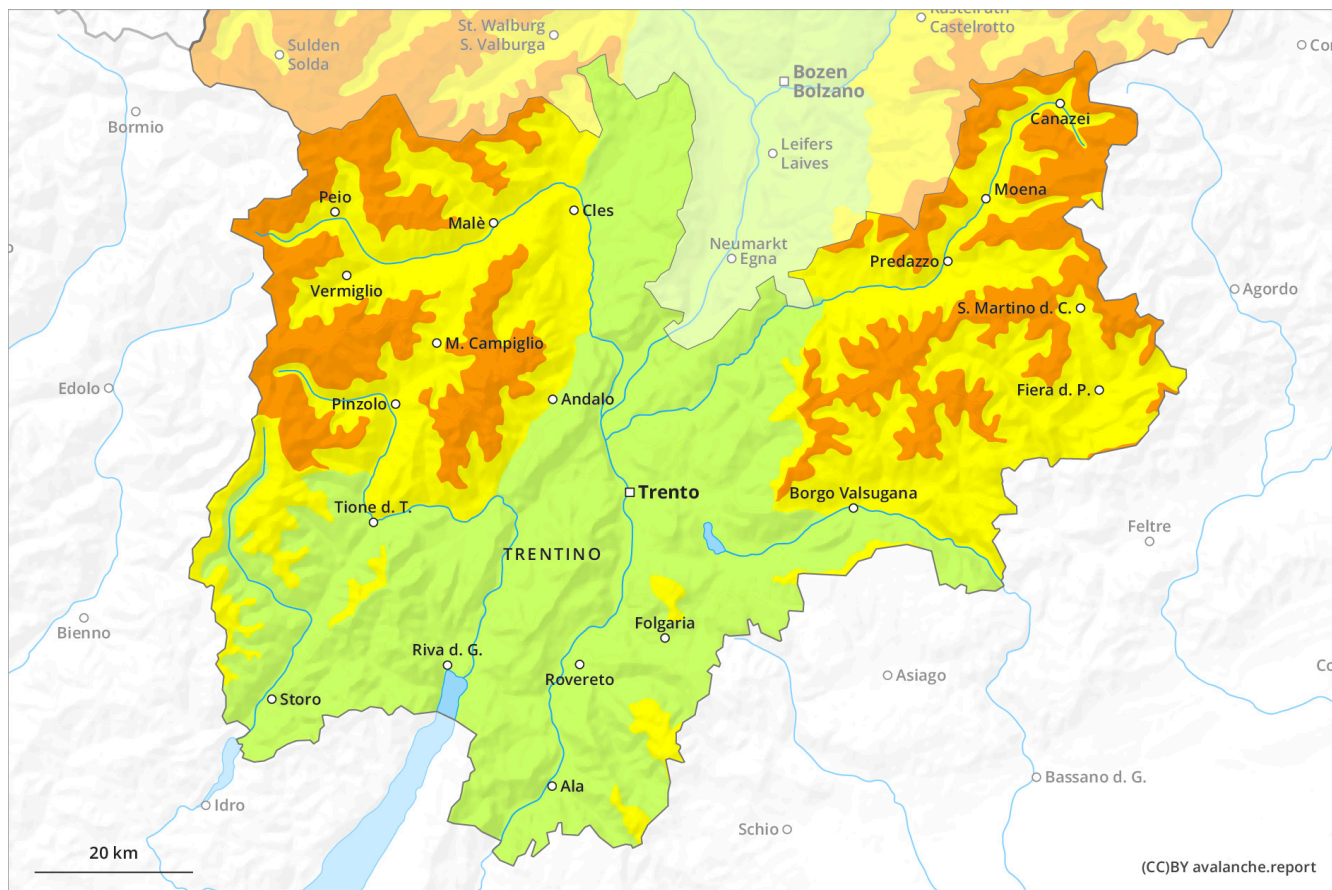 St. Walburg
S. Valburga
Kastelruth
Castelrotto
Sulden
Solda
Bozen
Bolzano
Bormio
Canazei
Leifers
Laives
Moena
Peio
Malè
Cles
Neumarkt
Egna
Predazzo
Vermiglio
Agordo
S. Martino d. C.
M. Campiglio
Edolo
Pinzolo
Andalo
Fiera d. P.
Trento
Borgo Valsugana
Tione d. T.
Feltre
TRENTINO
Bienno
Folgaria
Riva d. G.
Rovereto
Asiago
Storo
Bassano d. G.
Ala
Idro
Schio
20 km
(CC)BY avalanche.report